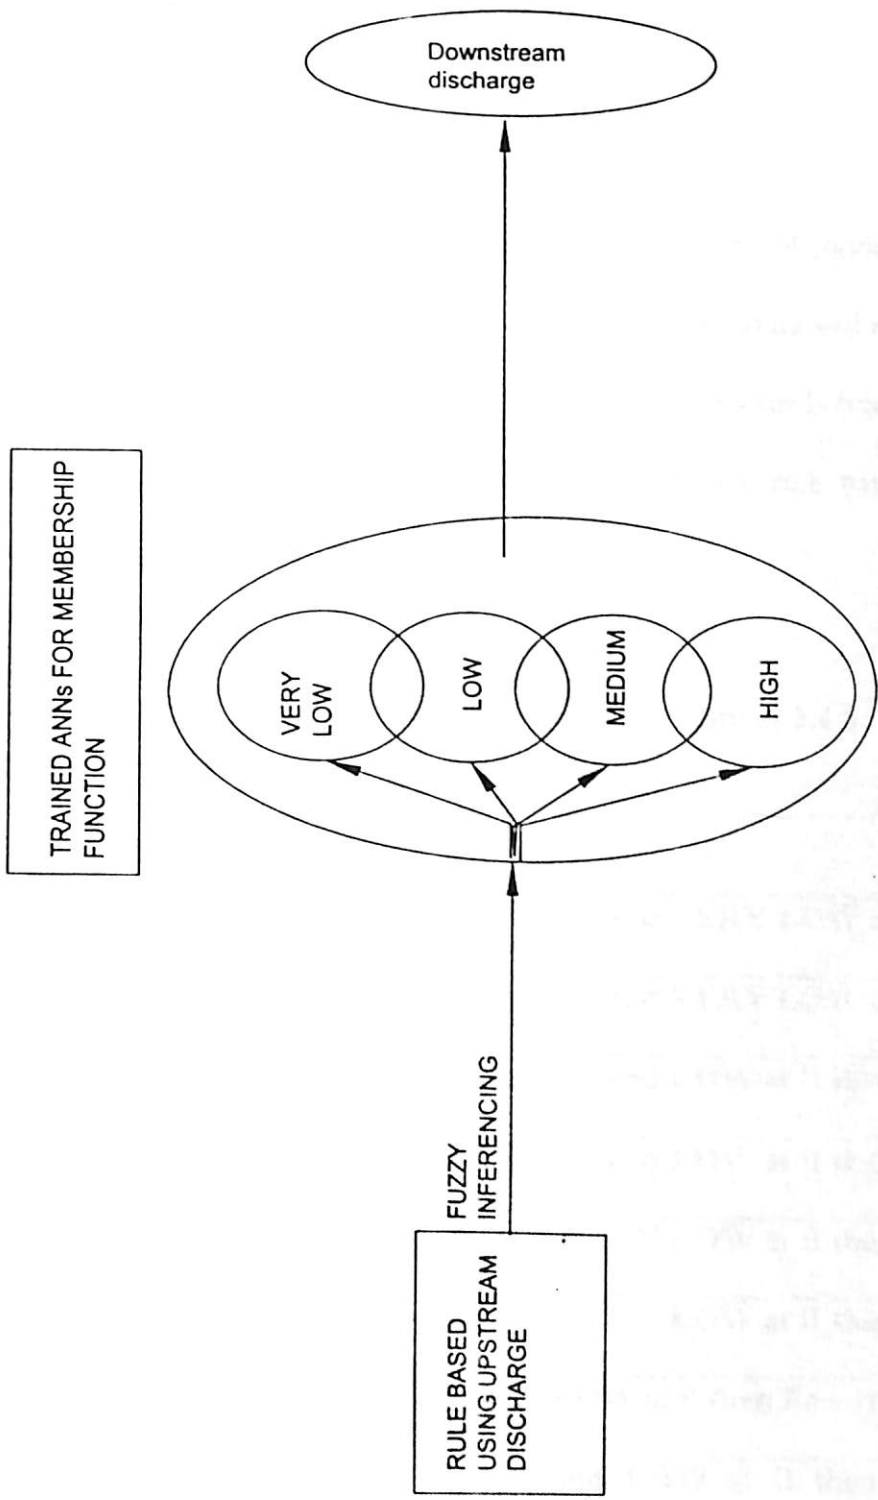 Downstream
discharge
TRAINED ANNs FOR MEMBERSHIP
FUNCTION
VERY
LOW
LOW
MEDIUM
HIGH
FUZZY
INFERENCING
RULE BASED
USING UPSTREAM
DISCHARGE